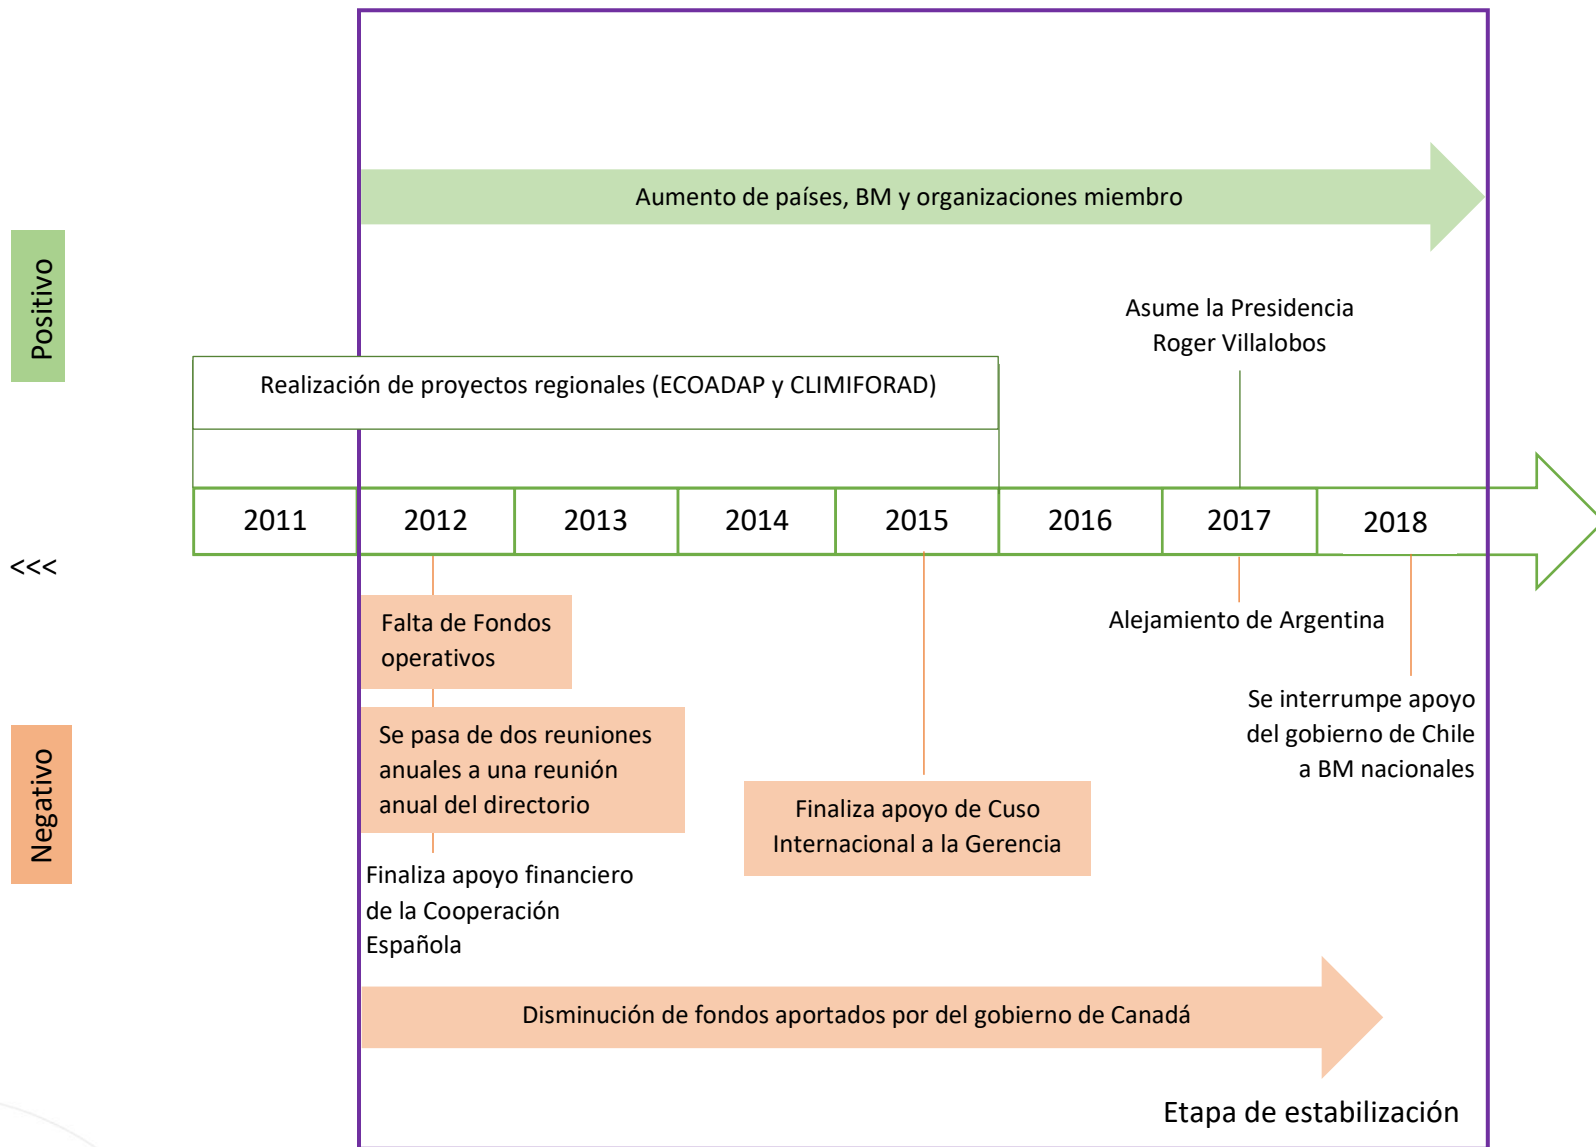 Aumento de países, BM y organizaciones miembro
Positivo
Asume la Presidencia
Roger Villalobos
Realización de proyectos regionales (ECOADAP y CLIMIFORAD)
2011
2012
2013
2014
2015
2016
2017
2018
<<<
Falta de Fondos
operativos
Alejamiento de Argentina
Se interrumpe apoyo
del gobierno de Chile
a BM nacionales
Se pasa de dos reuniones
anuales a una reunión
anual del directorio
Negativo
Finaliza apoyo de Cuso
Internacional a la Gerencia
Finaliza apoyo financiero
de la Cooperación
Española
Disminución de fondos aportados por del gobierno de Canadá
Etapa de estabilización